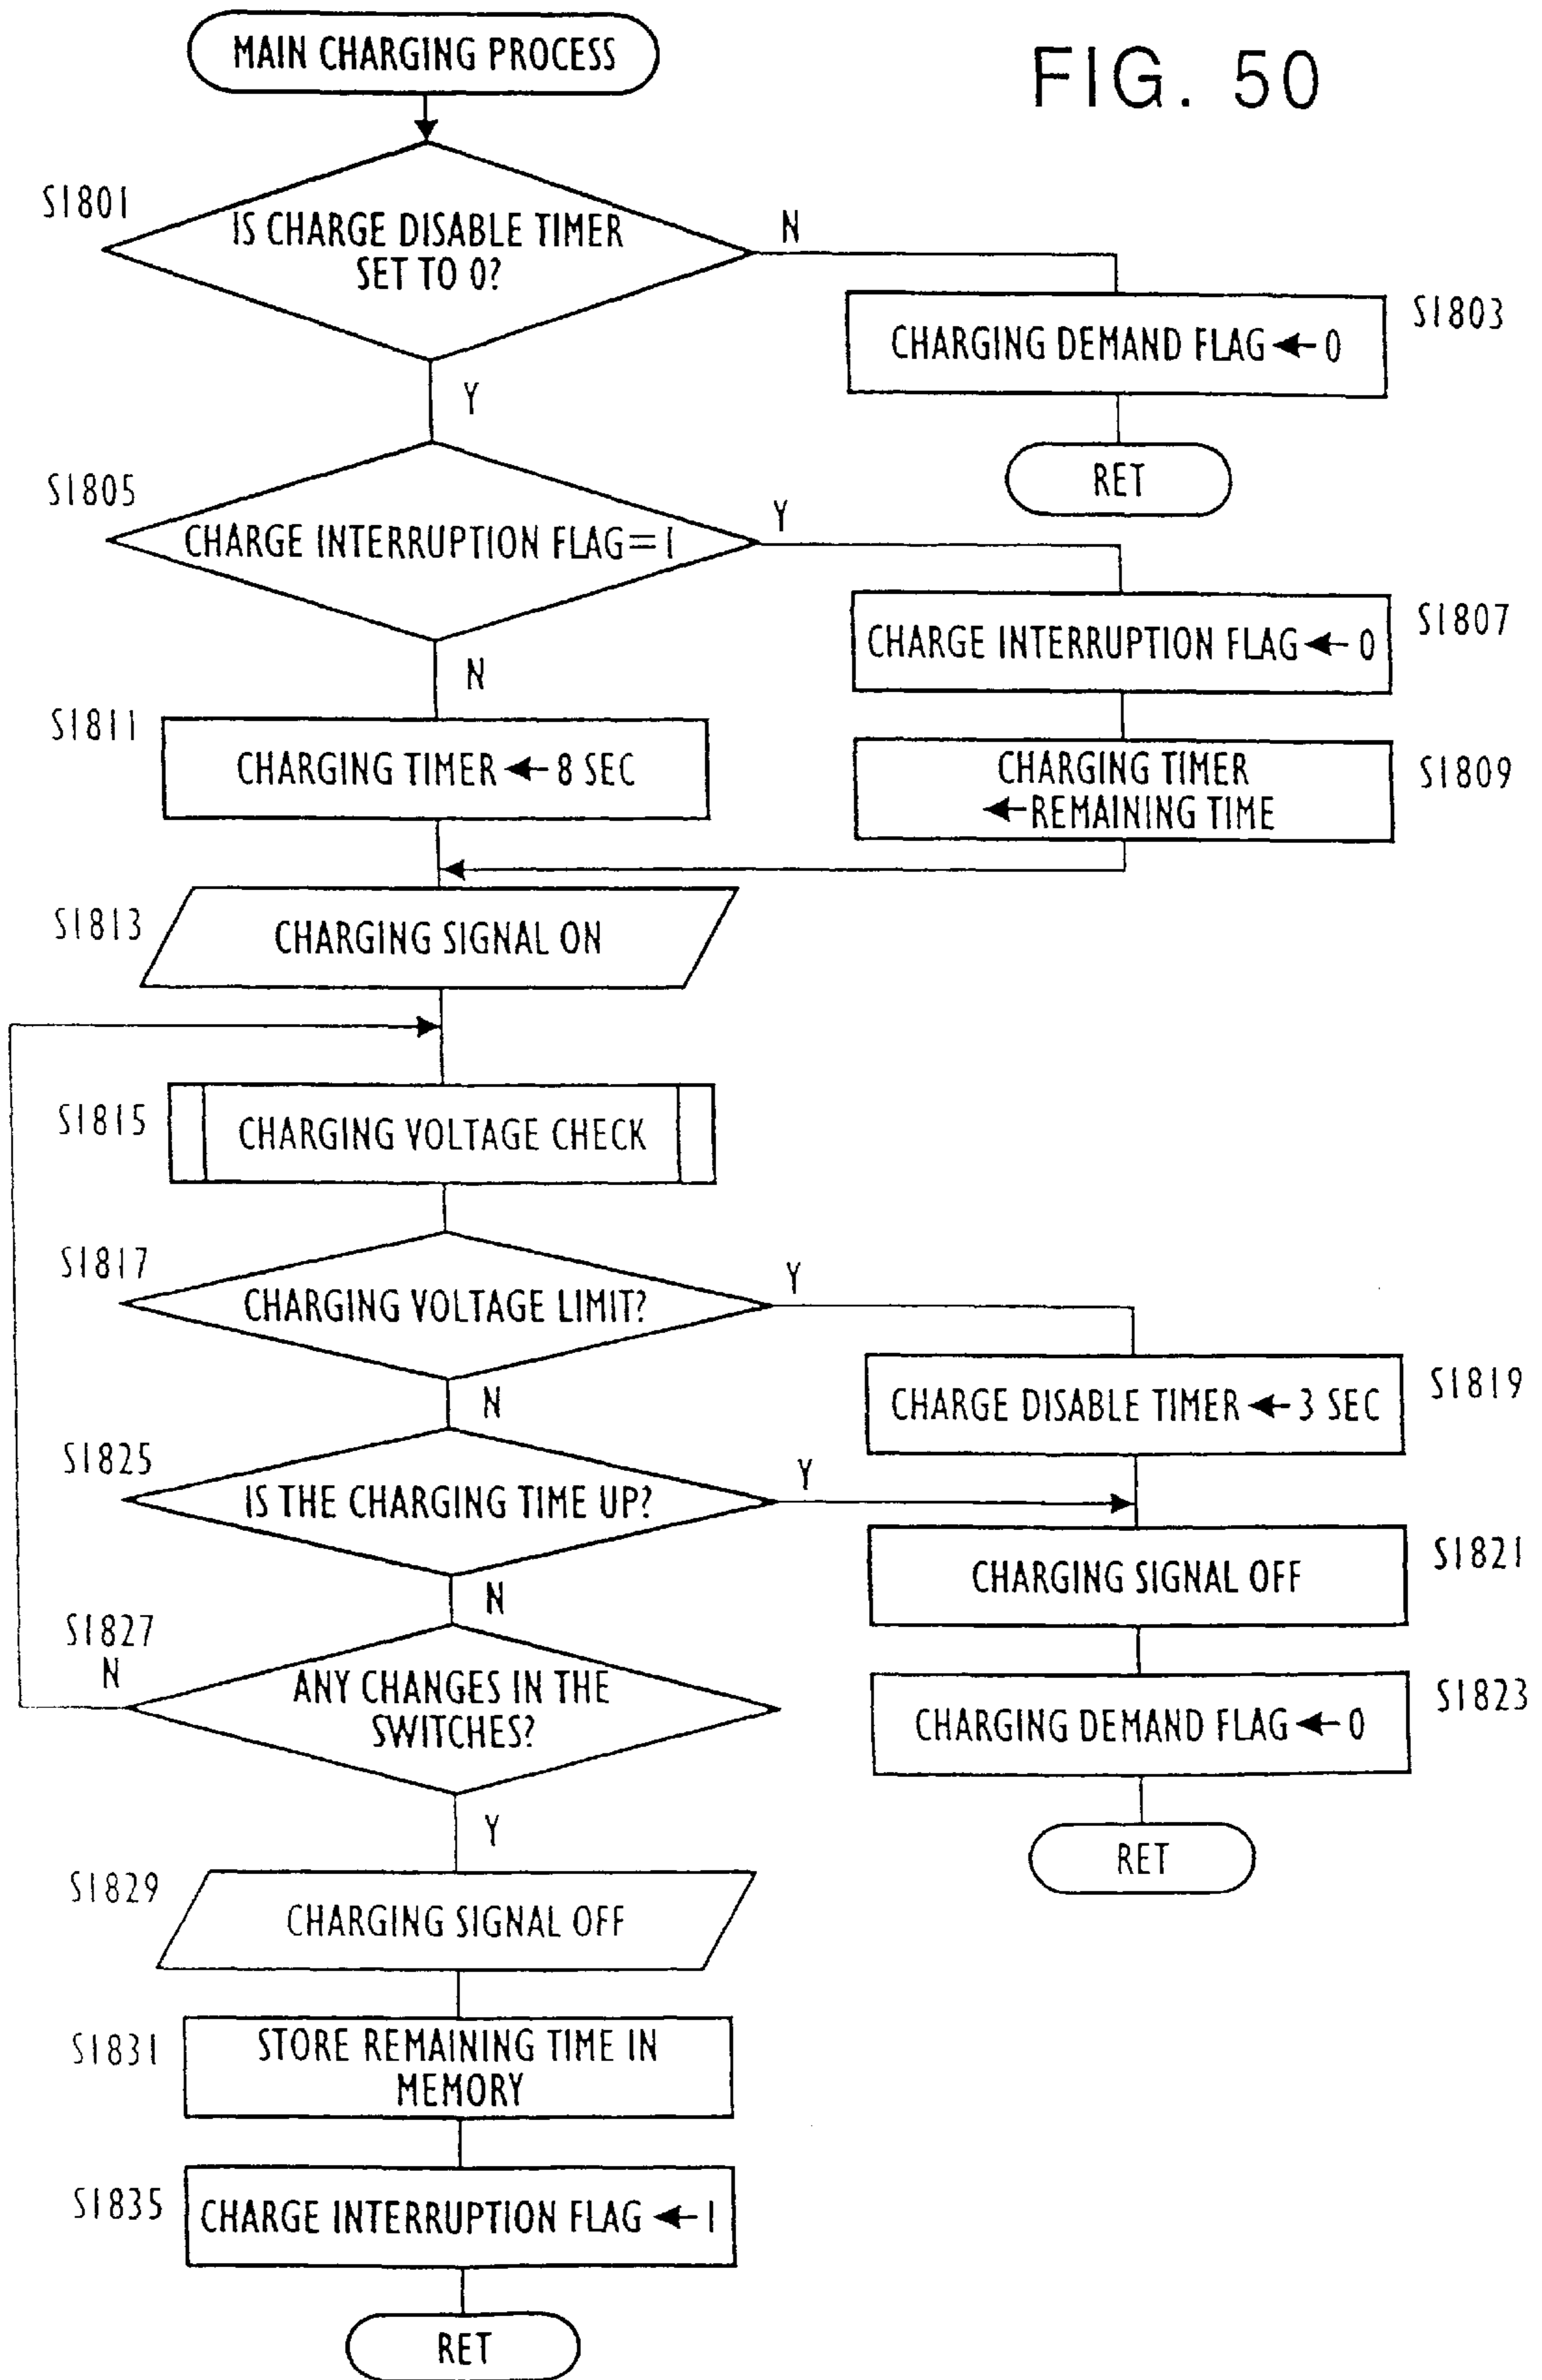 MAIN CHARGING PROCESS
FIG. 50
S1801
IS CHARGE DISABLE TIMER
SET TO 0?
N
S1803
CHARGING DEMAND FLAG ← 0
Y
RET
S1805
CHARGE INTERRUPTION FLAG=1
Y
S1807
CHARGE INTERRUPTION FLAG ← 0
N
S1811
CHARGING TIMER ← 8 SEC
S1809
CHARGING TIMER
← REMAINING TIME
S1813
CHARGING SIGNAL ON
S1815
CHARGING VOLTAGE CHECK
S1817
CHARGING VOLTAGE LIMIT?
Y
S1819
CHARGE DISABLE TIMER ← 3 SEC
N
S1825
IS THE CHARGING TIME UP?
Y
S1821
CHARGING SIGNAL OFF
N
S1827
N
ANY CHANGES IN THE
SWITCHES?
S1823
CHARGING DEMAND FLAG ← 0
Y
RET
S1829
CHARGING SIGNAL OFF
S1831
STORE REMAINING TIME IN
MEMORY
S1835
CHARGE INTERRUPTION FLAG ← 1
RET